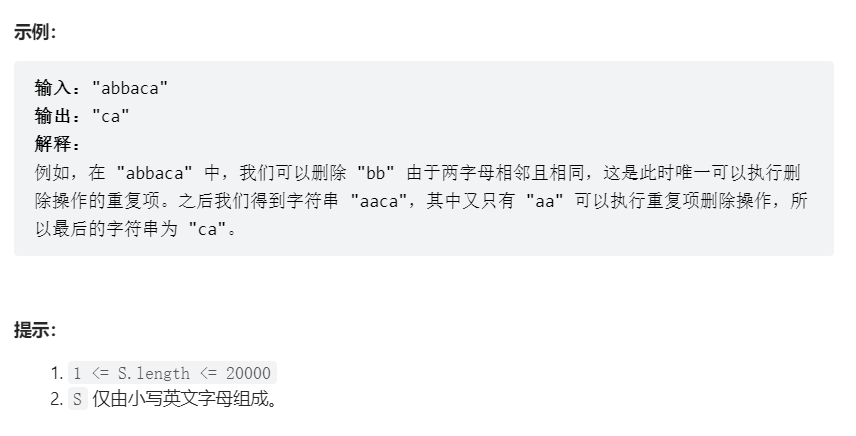 示例：
输入："abbaca"
输出："ca"
解释：
例如，在 "abbaca" 中，我们可以删除 "bb" 由于两字母相邻且相同，这是此时唯一可以执行删
除操作的重复项。之后我们得到字符串 "aaca"，其中又只有 "aa" 可以执行重复项删除操作，所
以最后的字符串为 "ca"。
提示：
1. 1 <= S.length <= 20000
2. S 仅由小写英文字母组成。